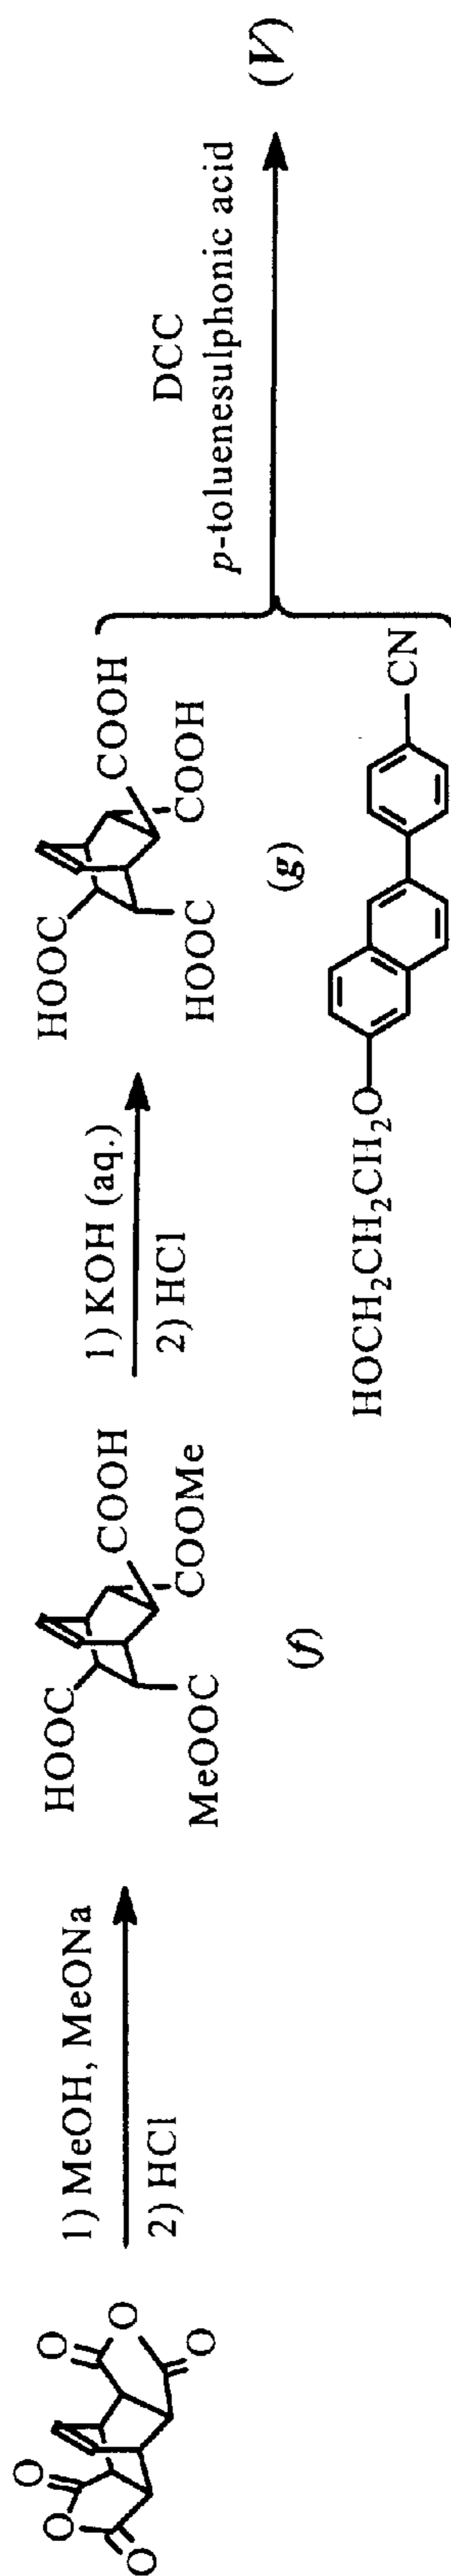 O
O
O
O
O
O
1) MeOH, MeONa
2) HCl
HOOC
COOH
MeOOC
COOMe
(f)
1) KOH (aq.)
2) HCl
HOOC
COOH
HOOC
COOH
(g)
HOCH2CH2CH2O
CN
DCC
p-toluenesulphonic acid
(V)